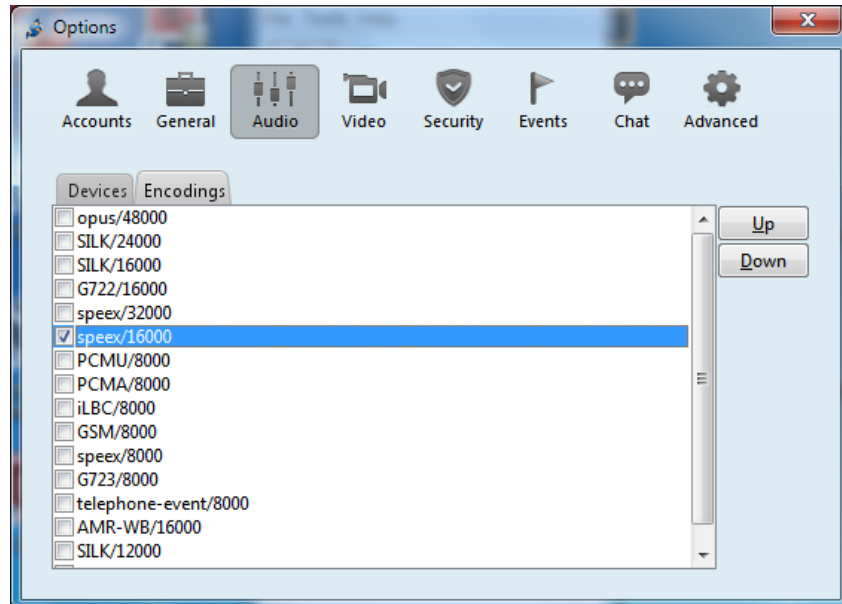 Options
Accounts General Audio Video Security Events Chat Advanced
Devices Encodings
opus/48000
SILK/24000
SILK/16000
G722/16000
speex/32000
speex/16000
PCMU/8000
PCMA/8000
iLBC/8000
GSM/8000
speex/8000
G723/8000
telephone-event/8000
AMR-WB/16000
SILK/12000
Up
Down